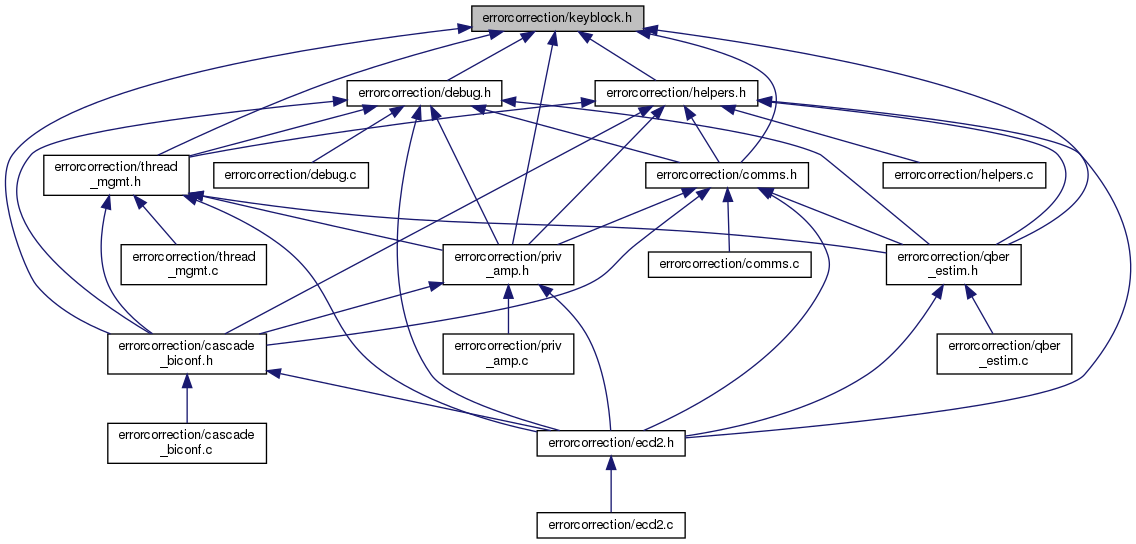 errorcorrection/keyblock.h
errorcorrection/debug.h
errorcorrection/helpers.h
errorcorrection/thread
_mgmt.h
errorcorrection/debug.c
errorcorrection/comms.h
errorcorrection/helpers.c
errorcorrection/thread
_mgmt.c
errorcorrection/priv
_amp.h
errorcorrection/comms.c
errorcorrection/qber
_estim.h
errorcorrection/cascade
_biconf.h
errorcorrection/priv
_amp.c
errorcorrection/qber
_estim.c
errorcorrection/cascade
_biconf.c
errorcorrection/ecd2.h
errorcorrection/ecd2.c